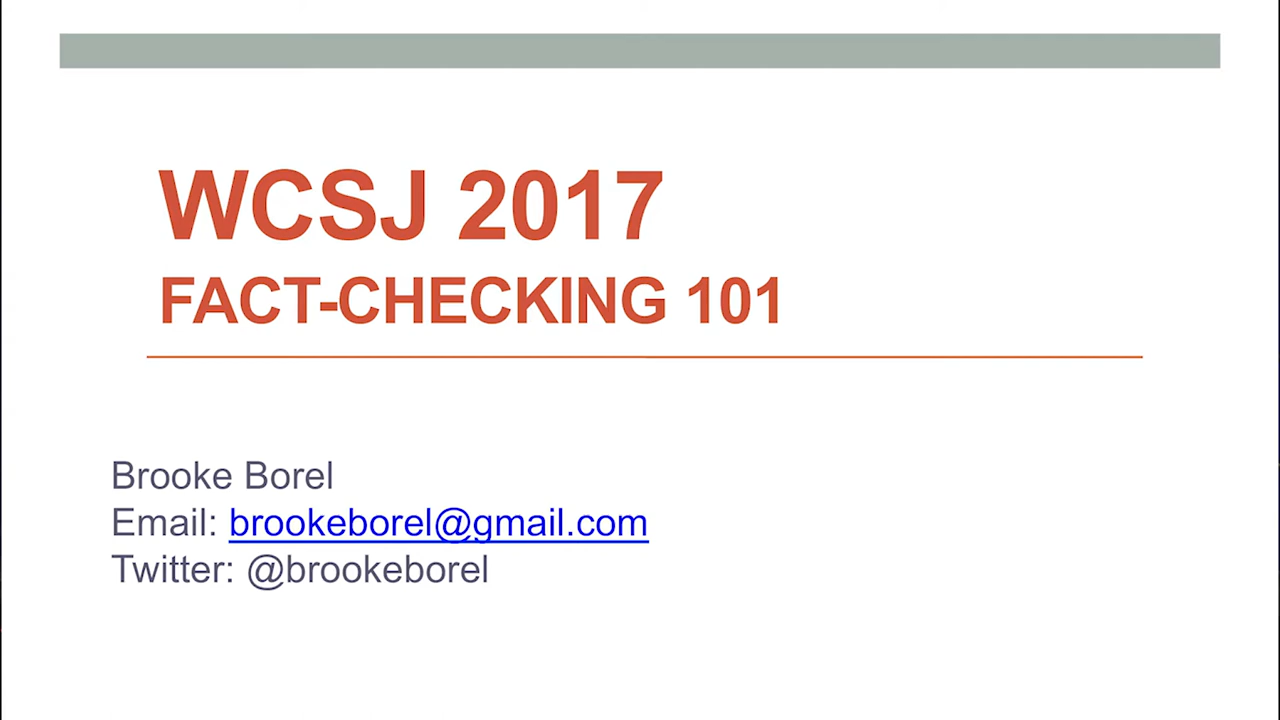 WCSJ 2017
FACT-CHECKING 101
Brooke Borel
Email: brookeborel@gmail.com
Twitter: @brookeborel